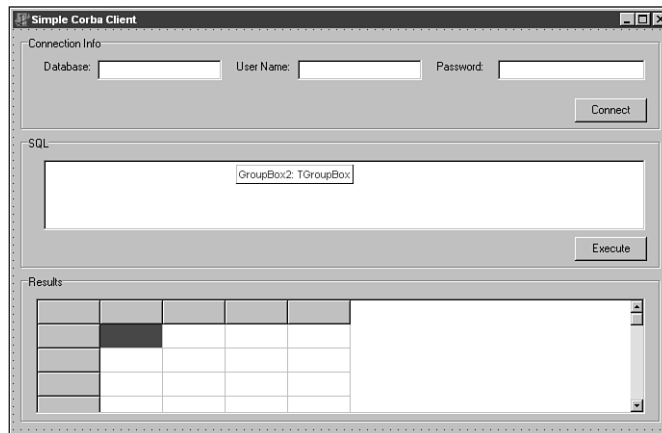 Simple Corba Client
Connection Info
Database:
User Name:
Password:
Connect
SQL
GroupBox2: TGroupBox
Execute
Results